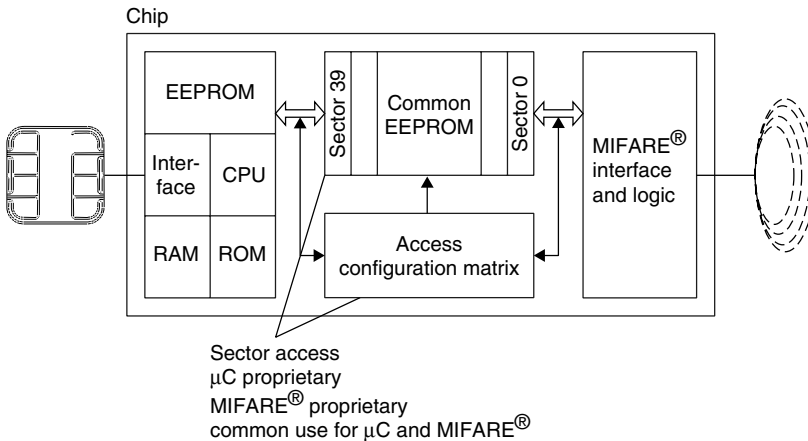 Chip
EEPROM
Inter-
face
CPU
RAM
ROM
Sector 39
Common
EEPROM
Sector 0
Access
configuration matrix
MIFARE®
interface
and logic
Sector access
μC proprietary
MIFARE® proprietary
common use for μC and MIFARE®